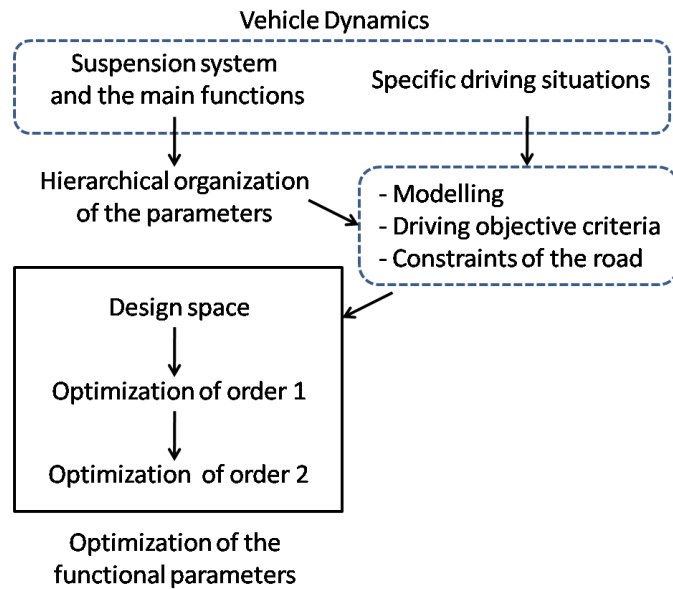 Vehicle Dynamics
Suspension system
and the main functions
Specific driving situations
Hierarchical organization
of the parameters
- Modelling
- Driving objective criteria
- Constraints of the road
Design space
Optimization of order 1
Optimization of order 2
Optimization of the
functional parameters